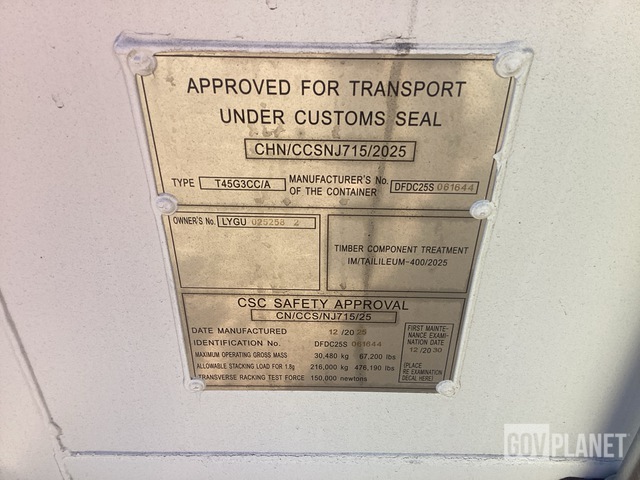 APPROVED FOR TRANSPORT
UNDER CUSTOMS SEAL
CHN/CCSNJ715/2025
TYPE T45G3CC/A MANUFACTURER'S No. OF THE CONTAINER DFDC25S 061644
OWNER'S No. LYGU 025258 2
TIMBER COMPONENT TREATMENT
IM/TAILILEUM-400/2025
CSC SAFETY APPROVAL
CN/CCS/NJ715/25
DATE MANUFACTURED 12 /20 25
IDENTIFICATION No. DFDC25S 061644
MAXIMUM OPERATING GROSS MASS 30,480 kg 67,200 lbs
ALLOWABLE STACKING LOAD FOR 1.8g 216,000 kg 476,190 lbs
TRANSVERSE RACKING TEST FORCE 150,000 newtons
FIRST MAINTE-
NANCE EXAMI-
NATION DATE
12 /20 30
(PLACE
RE EXAMINATION
DECAL HERE)
GOVPLANET